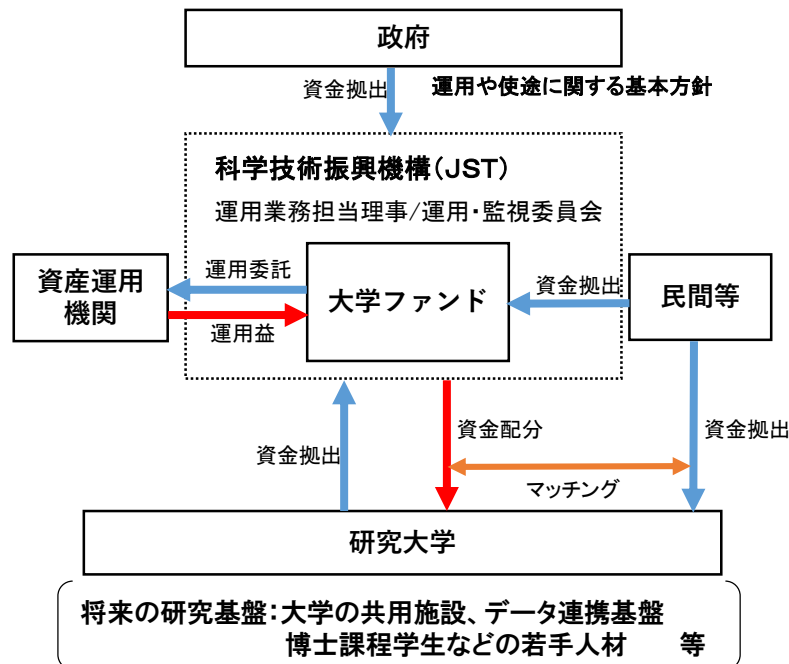 政府
資金拠出
運用や使途に関する基本方針
科学技術振興機構(JST)
運用業務担当理事/運用・監視委員会
資産運用
機関
運用委託
運用益
大学ファンド
資金拠出
民間等
資金拠出
資金配分
資金拠出
マッチング
研究大学
将来の研究基盤:大学の共用施設、データ連携基盤
博士課程学生などの若手人材 等